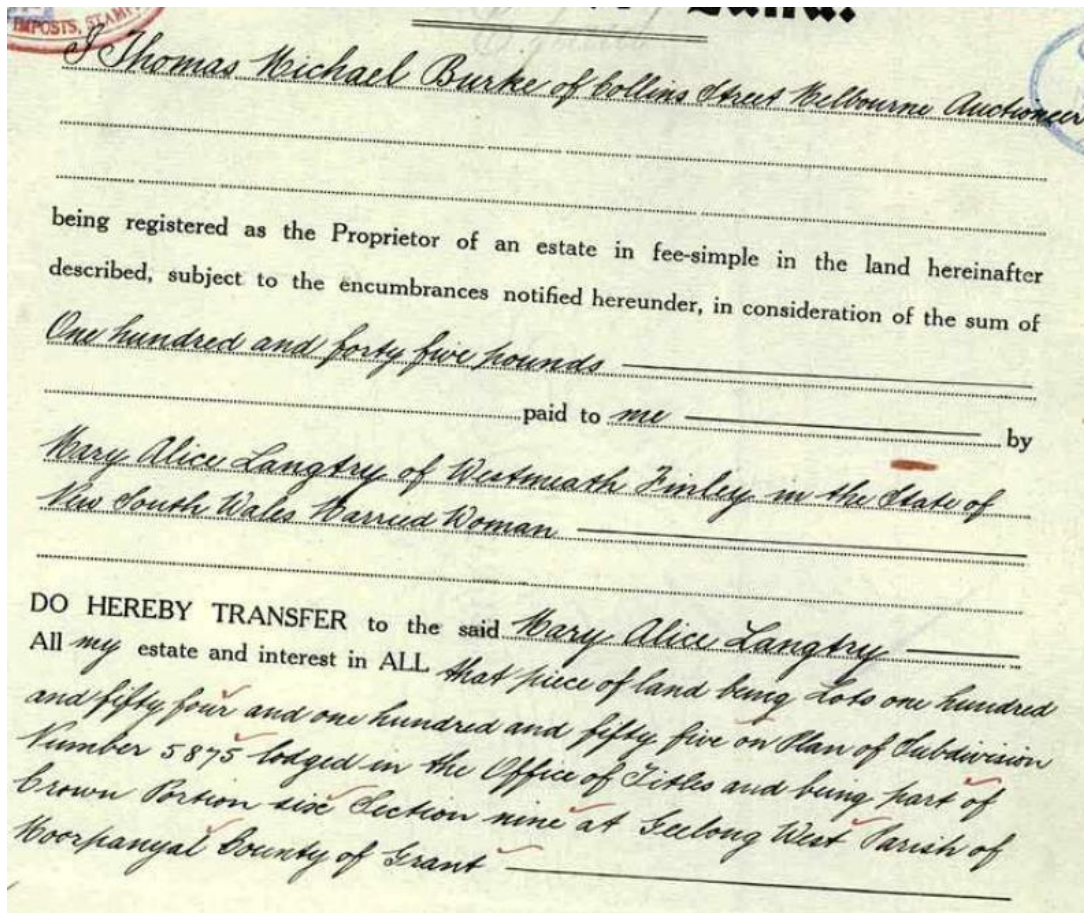 IMPOSTS, STAMP
I Thomas Michael Burke of Collins Street Melbourne Auctioneer
being registered as the Proprietor of an estate in fee-simple in the land hereinafter
described, subject to the encumbrances notified hereunder, in consideration of the sum of
One hundred and forty five pounds
paid to me by
Mary Alice Langtry of Westmeath Finley in the State of
New South Wales Married Woman
DO HEREBY TRANSFER to the said Mary Alice Langtry
All my estate and interest in ALL that piece of land being Lots one hundred
and fifty four and one hundred and fifty five on Plan of Subdivision
Number 5875 lodged in the Office of Titles and being part of
Crown Portion six Section nine at Geelong West Parish of
Moorpanyal County of Grant